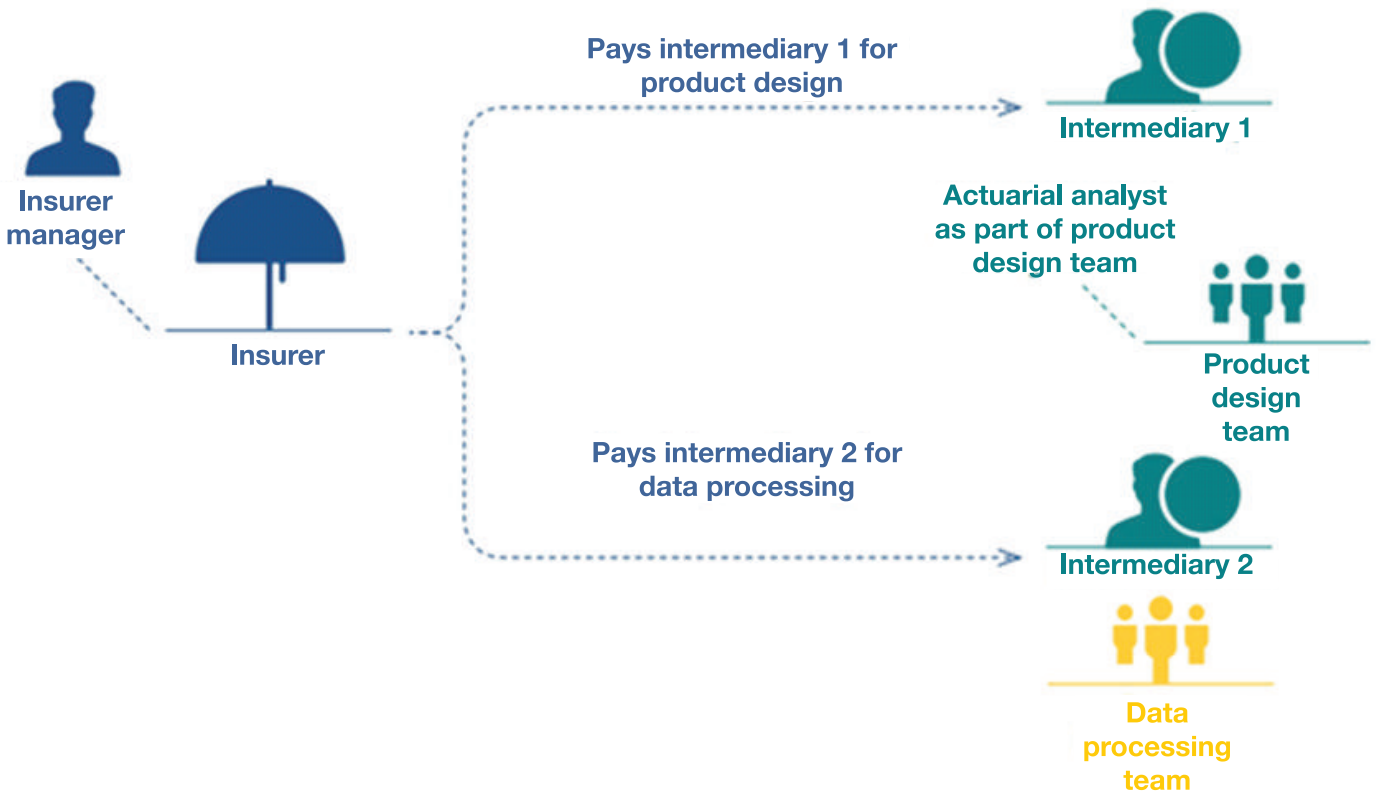 Pays intermediary 1 for
product design
Intermediary 1
Insurer
manager
Actuarial analyst
as part of product
design team
Insurer
Product
design
team
Pays intermediary 2 for
data processing
Intermediary 2
Data
processing
team